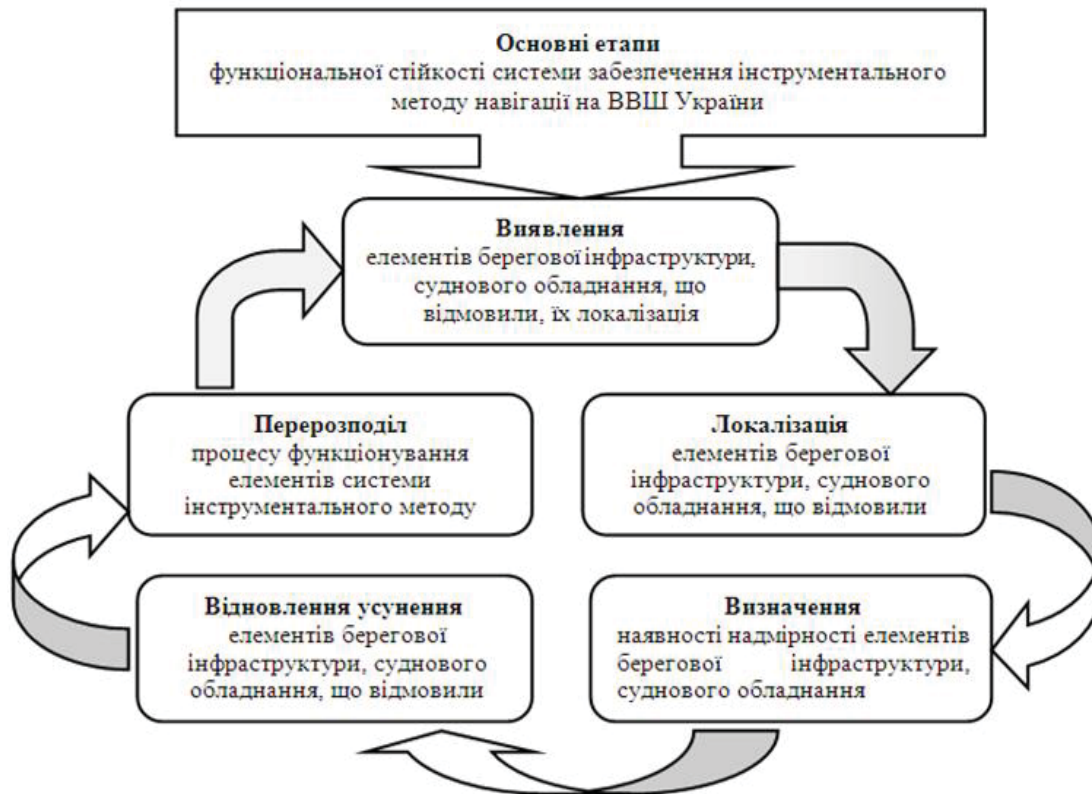 Основні етапи
функціональної стійкості системи забезпечення інструментального
методу навігації на ВВШ України
Виявлення
елементів берегової інфраструктури,
суднового обладнання, що
відмовили, їх локалізація
Перерозподіл
процесу функціонування
елементів системи
інструментального методу
Локалізація
елементів берегової
інфраструктури, суднового
обладнання, що відмовили
Відновлення усунення
елементів берегової
інфраструктури, суднового
обладнання, що відмовили
Визначення
наявності надмірності елементів
берегової інфраструктури,
суднового обладнання